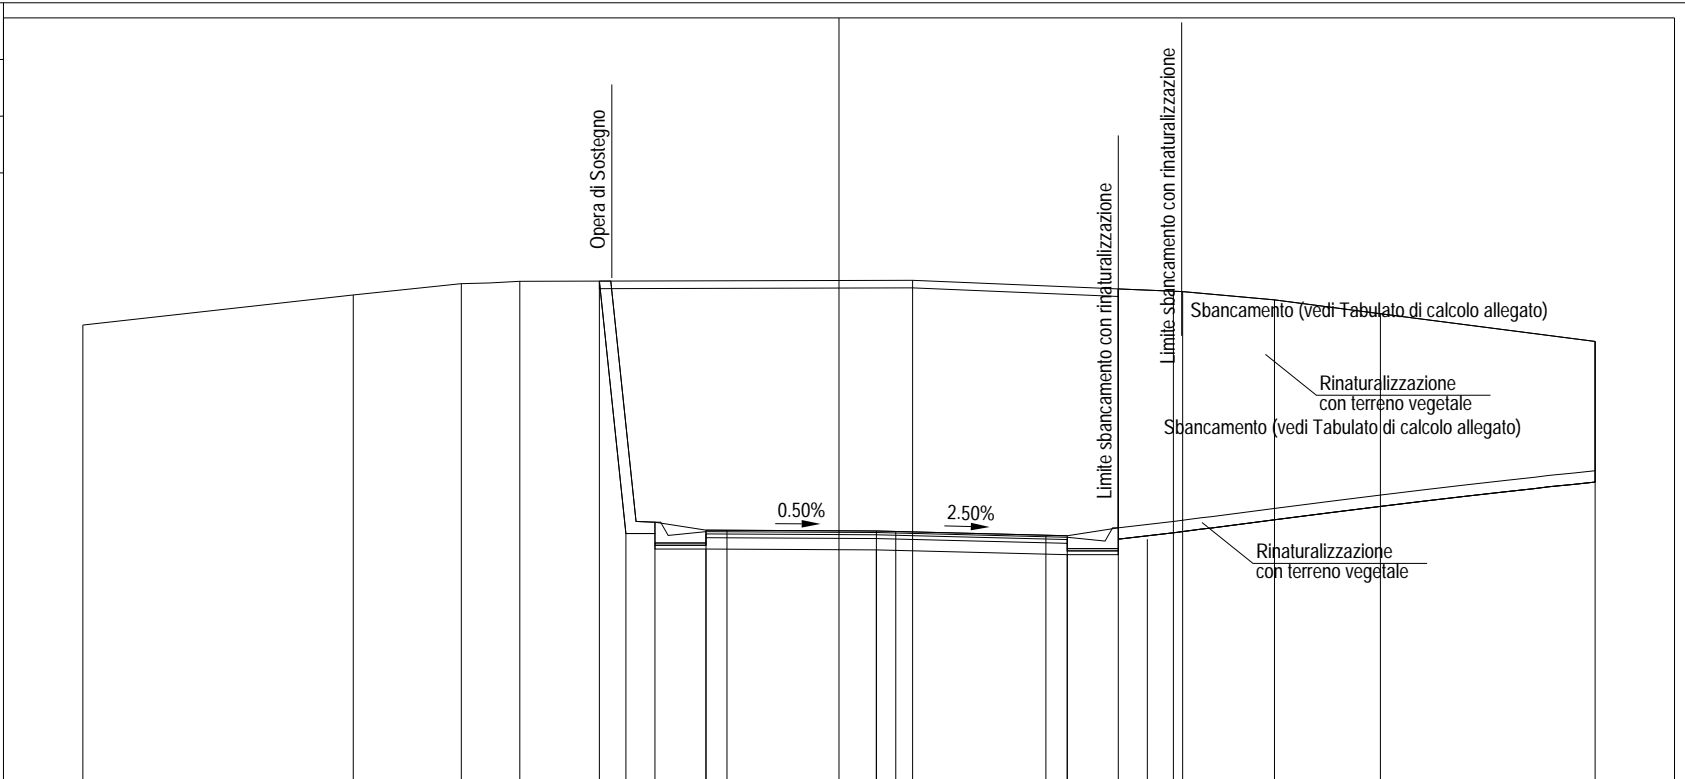 Opera di Sostegno
Limite sbancamento con rinaturalizzazione
Limite sbancamento con rinaturalizzazione
Sbancamento (vedi Tabulato di calcolo allegato)
Rinaturalizzazione
con terreno vegetale
Sbancamento (vedi Tabulato di calcolo allegato)
0.50%
2.50%
Rinaturalizzazione
con terreno vegetale